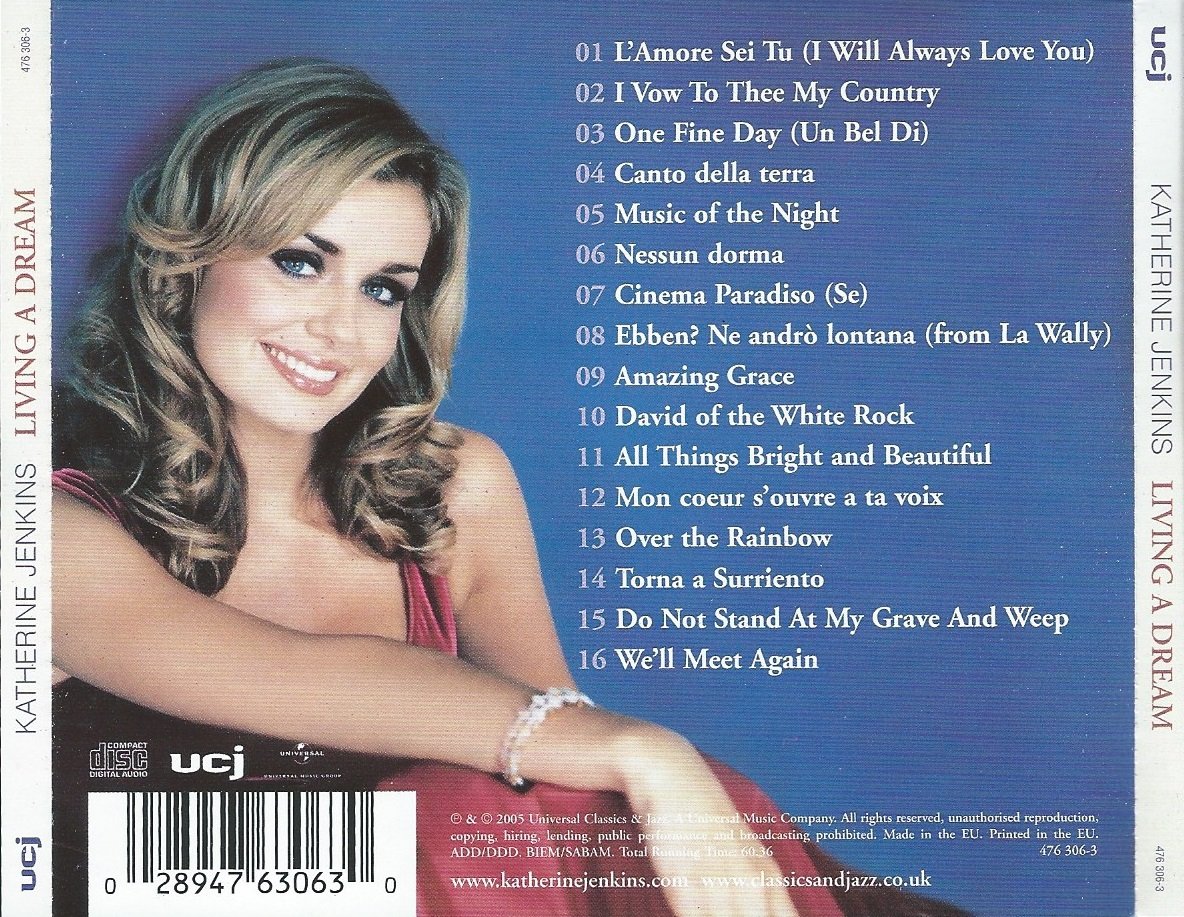 476 306-3
KATHERINE JENKINS LIVING A DREAM
ucj
01 L'Amore Sei Tu (I Will Always Love You)
02 I Vow To Thee My Country
03 One Fine Day (Un Bel Di)
04 Canto della terra
05 Music of the Night
06 Nessun dorma
07 Cinema Paradiso (Se)
08 Ebben? Ne andrò lontana (from La Wally)
09 Amazing Grace
10 David of the White Rock
11 All Things Bright and Beautiful
12 Mon coeur s'ouvre a ta voix
13 Over the Rainbow
14 Torna a Surriento
15 Do Not Stand At My Grave And Weep
16 We'll Meet Again
COMPACT
disc
DIGITAL AUDIO
ucj
UNIVERSAL
UNIVERSAL MUSIC GROUP
0 28947 63063 0
℗ & © 2005 Universal Classics & Jazz. A Universal Music Company. All rights reserved, unauthorised reproduction,
copying, hiring, lending, public performance and broadcasting prohibited. Made in the EU. Printed in the EU.
ADD/DDD. BIEM/SABAM. Total Running Time: 60.36 476 306-3
www.katherinejenkins.com www.classicsandjazz.co.uk
ucj
KATHERINE JENKINS LIVING A DREAM
476 306-3